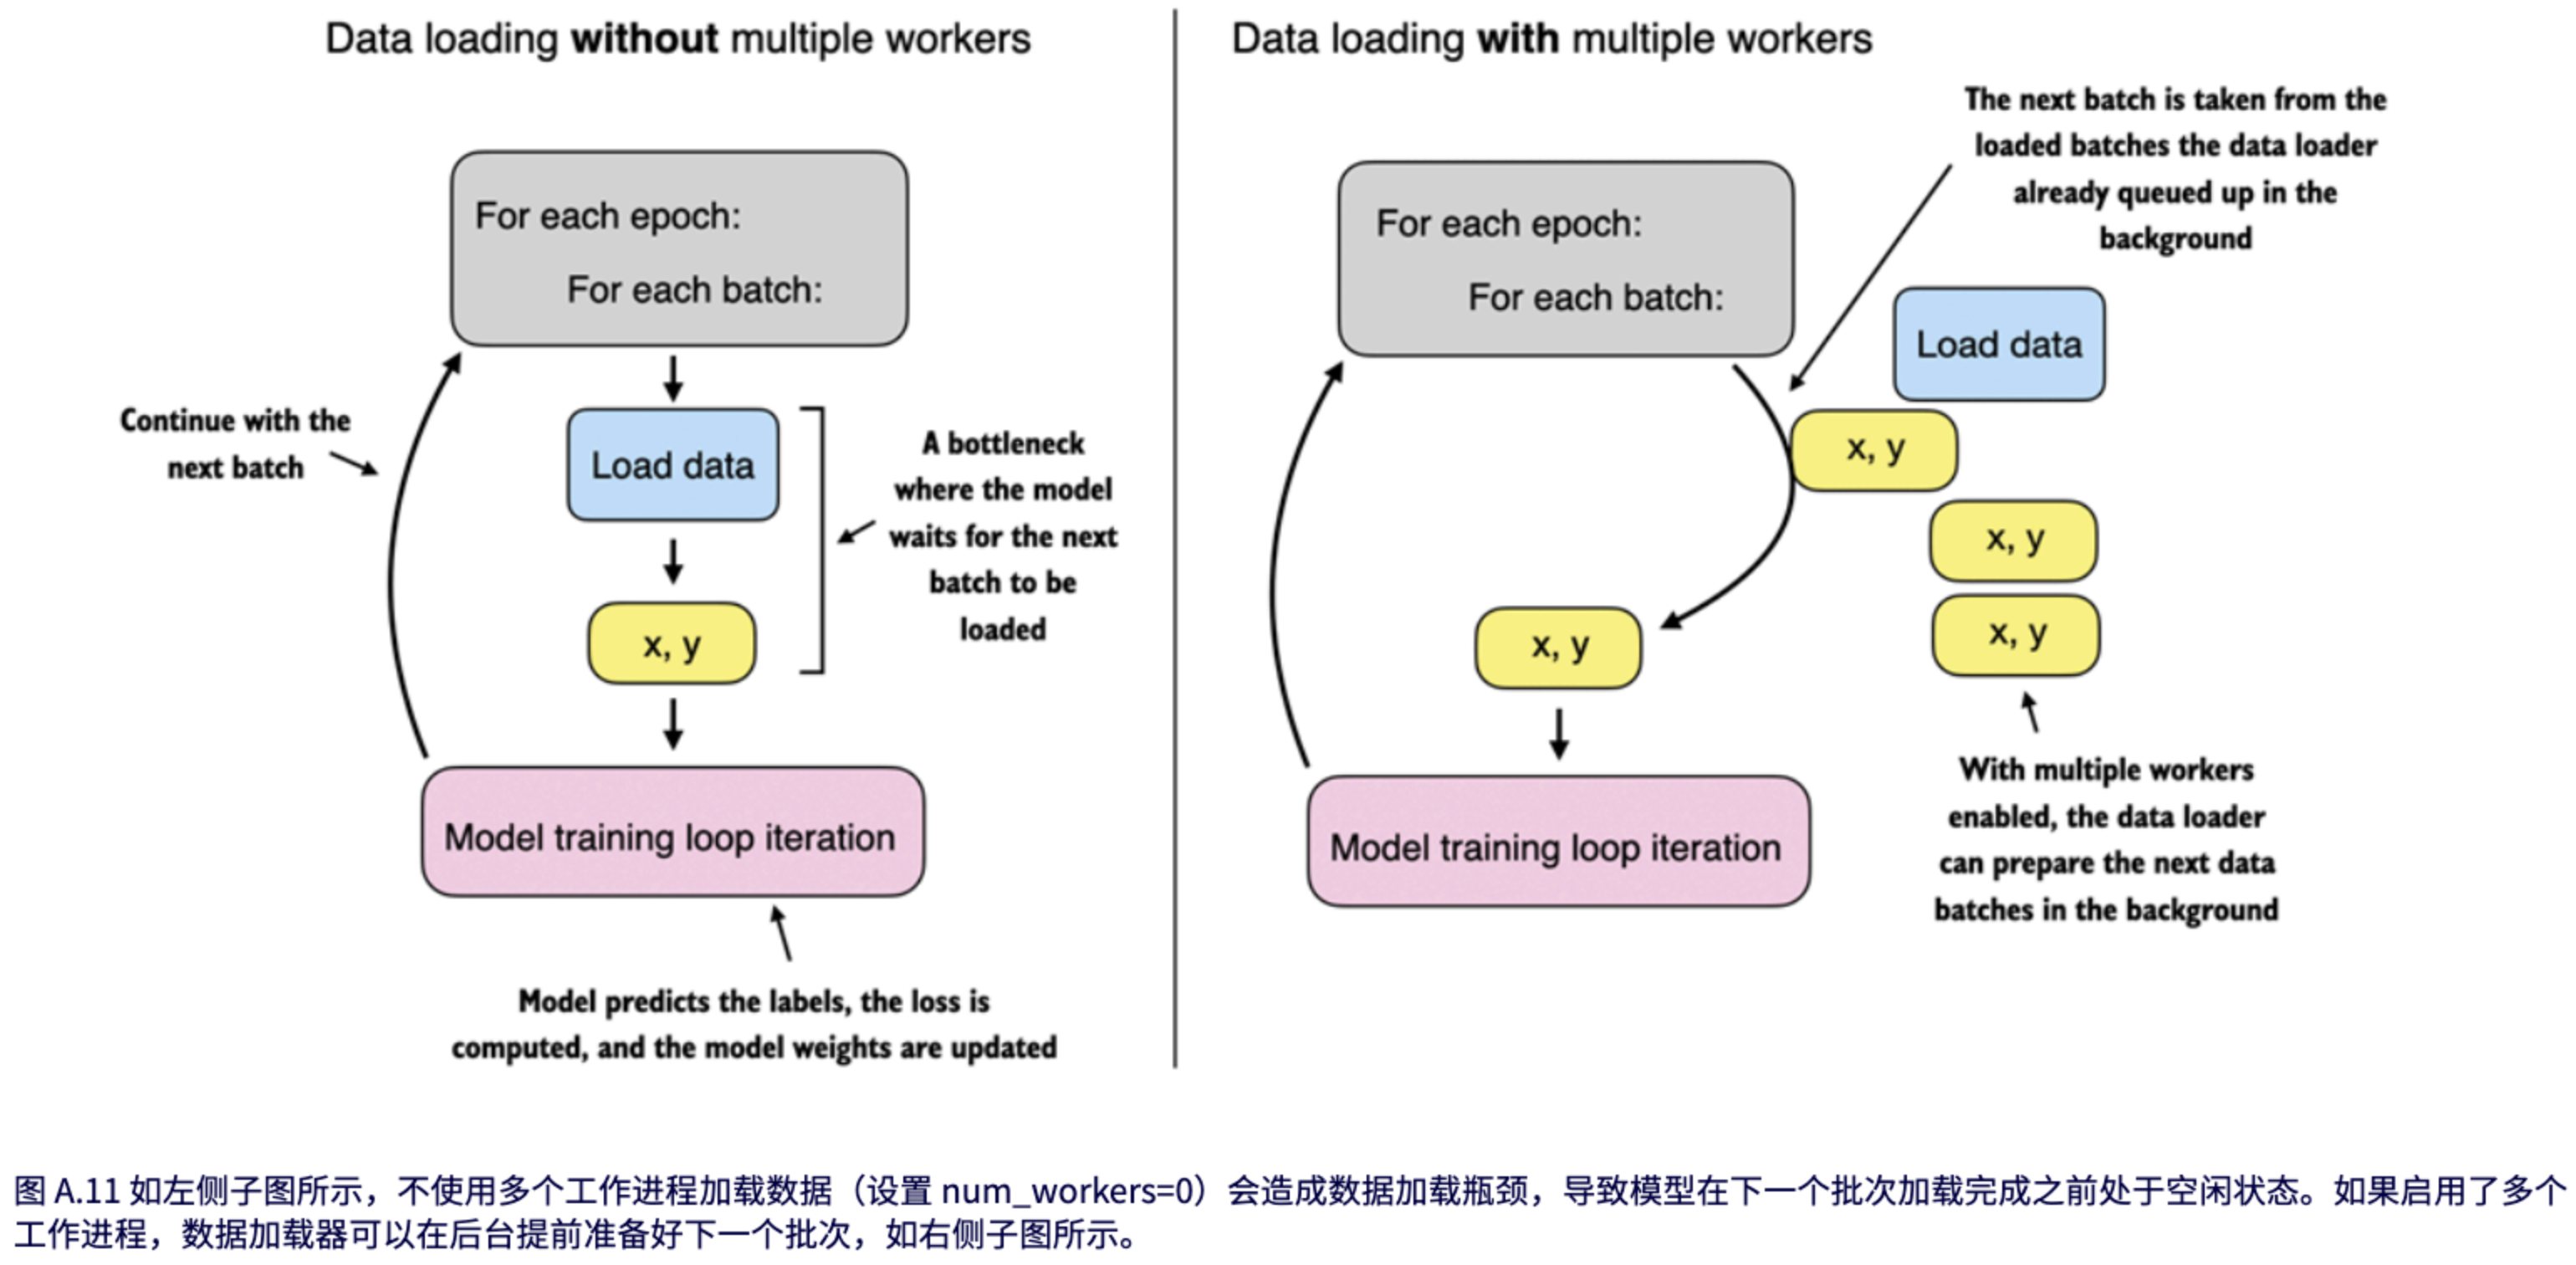 Data loading without multiple workers
For each epoch:
For each batch:
Continue with the
next batch
Load data
A bottleneck
where the model
waits for the next
batch to be
loaded
x, y
Model training loop iteration
Model predicts the labels, the loss is
computed, and the model weights are updated
Data loading with multiple workers
The next batch is taken from the
loaded batches the data loader
already queued up in the
background
For each epoch:
For each batch:
Load data
x, y
x, y
x, y
x, y
Model training loop iteration
With multiple workers
enabled, the data loader
can prepare the next data
batches in the background
图 A.11 如左侧子图所示，不使用多个工作进程加载数据（设置 num_workers=0）会造成数据加载瓶颈，导致模型在下一个批次加载完成之前处于空闲状态。如果启用了多个
工作进程，数据加载器可以在后台提前准备好下一个批次，如右侧子图所示。